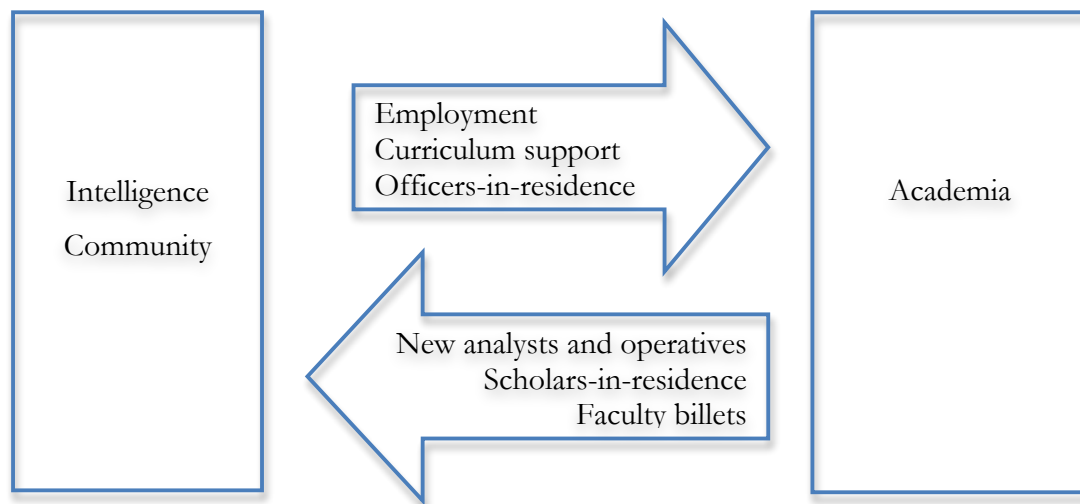 Intelligence
Community
Employment
Curriculum support
Officers-in-residence
New analysts and operatives
Scholars-in-residence
Faculty billets
Academia